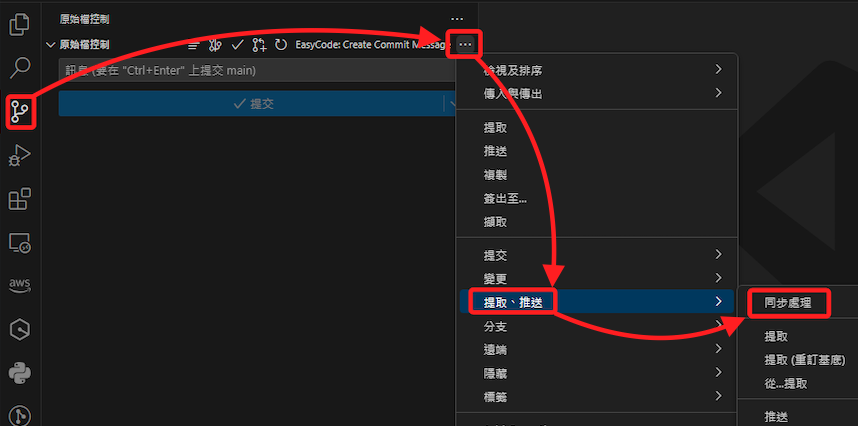 原始檔控制
原始檔控制
EasyCode: Create Commit Message
訊息 (要在 "Ctrl+Enter" 上提交 main)
提交
檢視及排序
傳入與傳出
提取
推送
複製
簽出至...
擷取
提交
變更
提取、推送
分支
遠端
隱藏
標籤
同步處理
提取
提取 (重訂基底)
從...提取
推送
aws